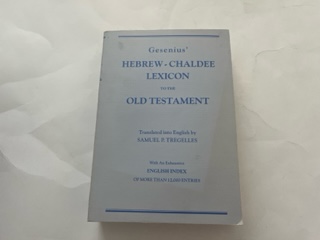 Gesenius'
HEBREW-CHALDEE
LEXICON
TO THE
OLD TESTAMENT
Translated into English by
SAMUEL P. TREGELLES
With An Exhaustive
ENGLISH INDEX
OF MORE THAN 12,000 ENTRIES